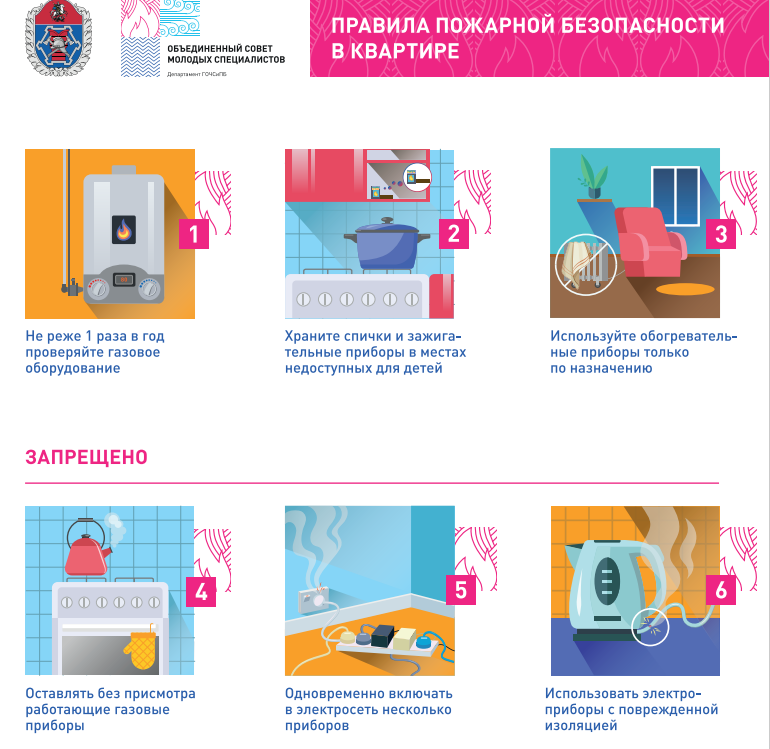 ОБЪЕДИНЕННЫЙ СОВЕТ
МОЛОДЫХ СПЕЦИАЛИСТОВ
Департамент ГОЧСиПБ
ПРАВИЛА ПОЖАРНОЙ БЕЗОПАСНОСТИ
В КВАРТИРЕ
1
Не реже 1 раза в год
проверяйте газовое
оборудование
2
Храните спички и зажига-
тельные приборы в местах
недоступных для детей
3
Используйте обогреватель-
ные приборы только
по назначению
ЗАПРЕЩЕНО
4
Оставлять без присмотра
работающие газовые
приборы
5
Одновременно включать
в электросеть несколько
приборов
6
Использовать электро-
приборы с поврежденной
изоляцией